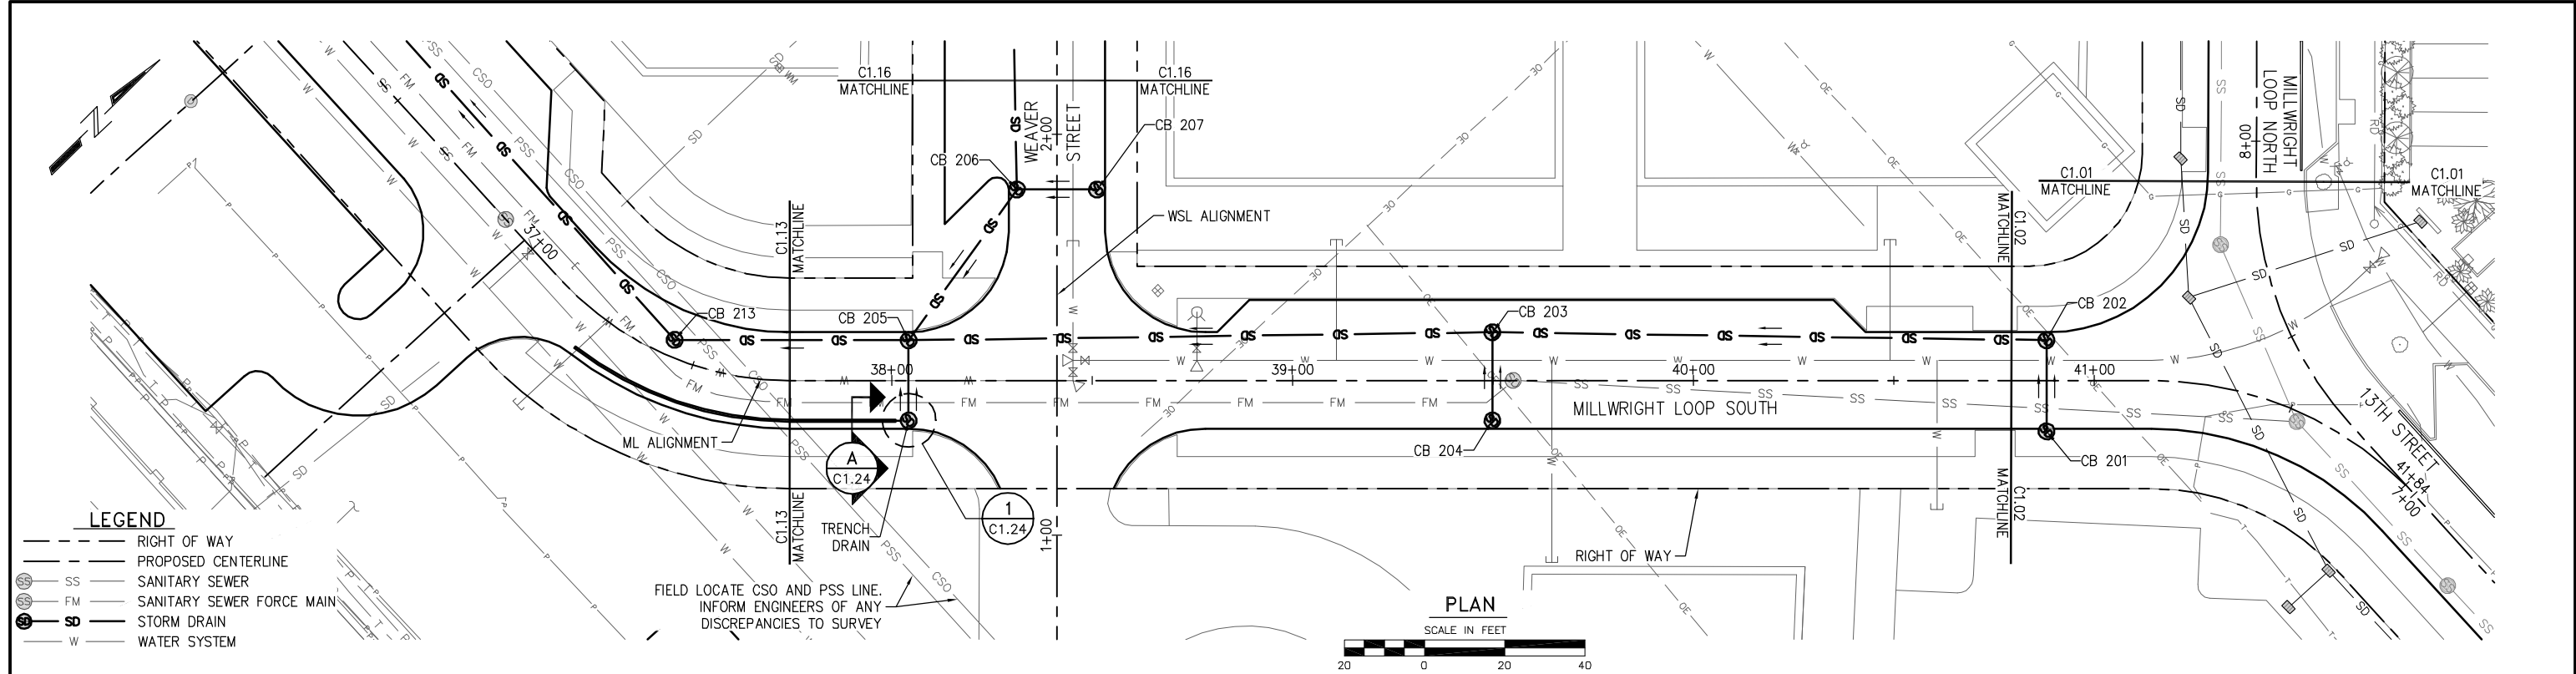 C1.16
MATCHLINE
C1.16
MATCHLINE
WEAVER
2+00
STREET
CB 207
CB 206
WSL ALIGNMENT
MILLWRIGHT
LOOP NORTH
8+00
C1.01
MATCHLINE
C1.01
MATCHLINE
C1.13
MATCHLINE
MATCHLINE
C1.02
37+00
CB 213
CB 205
CB 203
CB 202
38+00
39+00
40+00
41+00
MILLWRIGHT LOOP SOUTH
13TH STREET
41+84
7+00
ML ALIGNMENT
A
C1.24
CB 204
CB 201
1
C1.24
TRENCH
DRAIN
C1.13
MATCHLINE
1+00
MATCHLINE
C1.02
RIGHT OF WAY
FIELD LOCATE CSO AND PSS LINE.
INFORM ENGINEERS OF ANY
DISCREPANCIES TO SURVEY
LEGEND
RIGHT OF WAY
PROPOSED CENTERLINE
SS SS SANITARY SEWER
SS FM SANITARY SEWER FORCE MAIN
SD SD STORM DRAIN
W WATER SYSTEM
PLAN
SCALE IN FEET
20 0 20 40